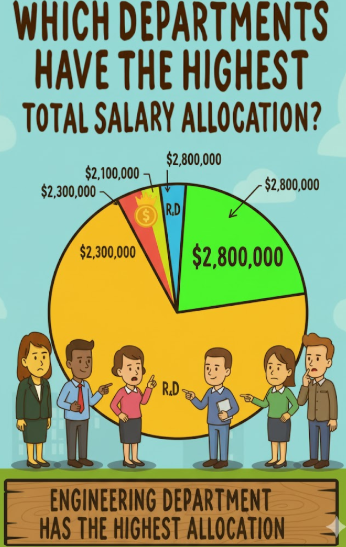 WHICH DEPARTMENTS
HAVE THE HIGHEST
TOTAL SALARY ALLOCATION?
$2,800,000
$2,100,000
$2,300,000
$2,800,000
R.D
$
$2,300,000
$2,800,000
R&D
ENGINEERING DEPARTMENT
HAS THE HIGHEST ALLOCATION